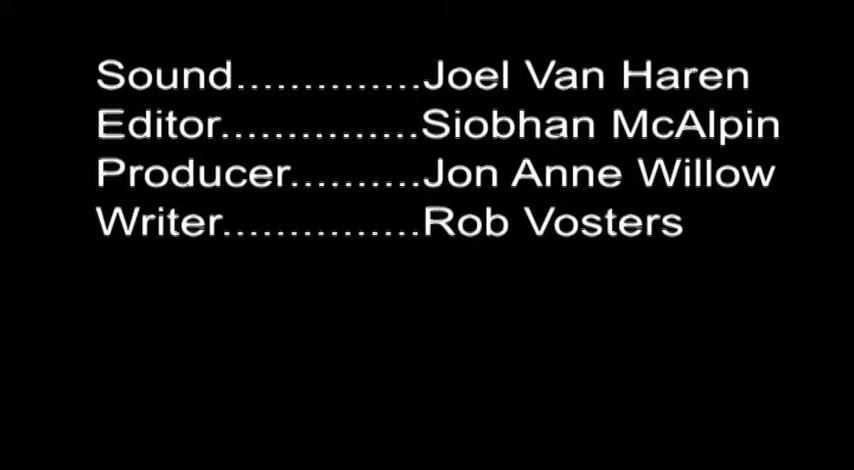 Sound..............Joel Van Haren
Editor...............Siobhan McAlpin
Producer..........Jon Anne Willow
Writer...............Rob Vosters